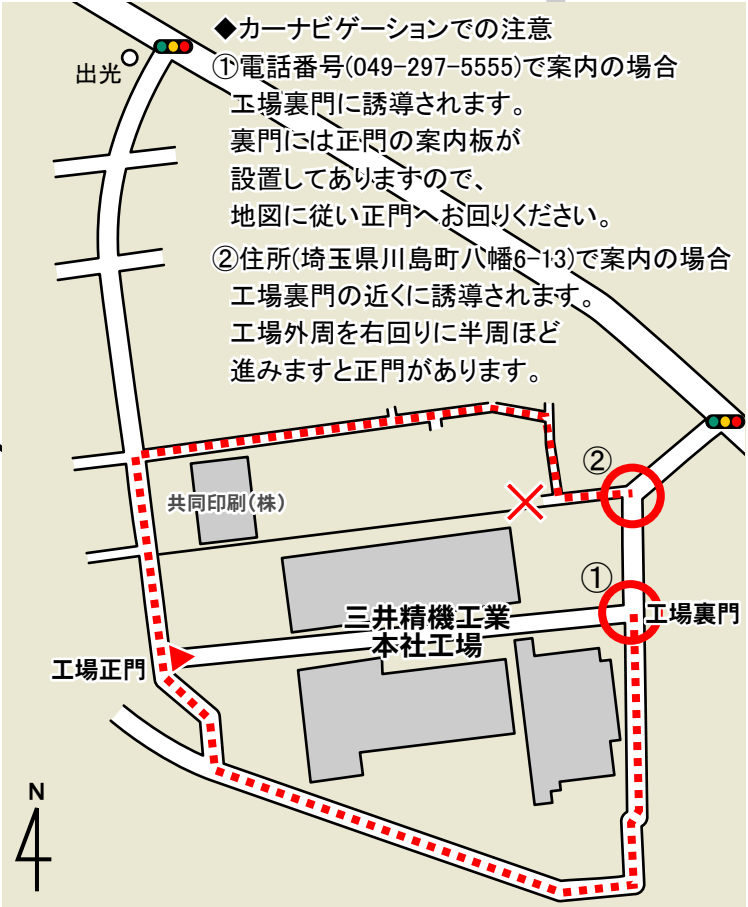 ◆カーナビゲーションでの注意
①電話番号(049-297-5555)で案内の場合
工場裏門に誘導されます。
裏門には正門の案内板が
設置してありますので、
地図に従い正門へお回りください。
②住所(埼玉県川島町八幡6-13)で案内の場合
工場裏門の近くに誘導されます。
工場外周を右回りに半周ほど
進みますと正門があります。
出光
②
共同印刷(株)
①
三井精機工業
本社工場
工場裏門
工場正門
N